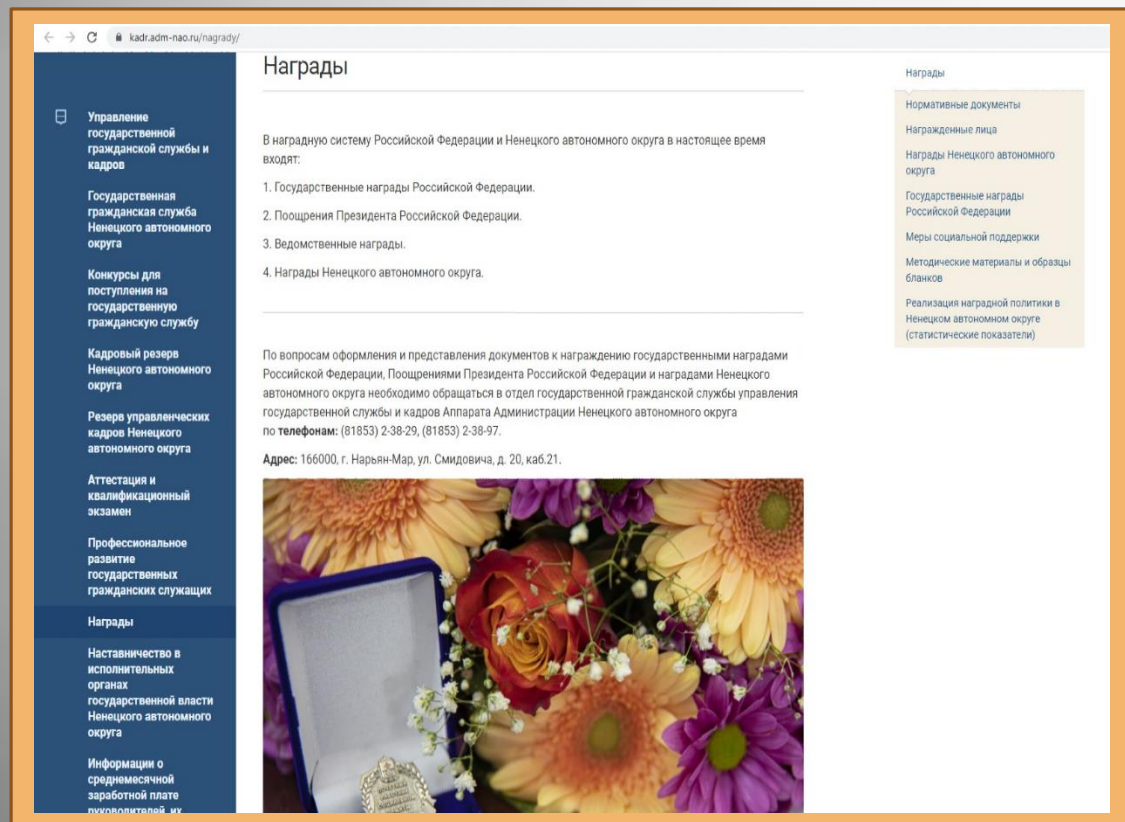 kadr.adm-nao.ru/nagrady/
Управление
государственной
гражданской службы и
кадров
Государственная
гражданская служба
Ненецкого автономного
округа
Конкурсы для
поступления на
государственную
гражданскую службу
Кадровый резерв
Ненецкого автономного
округа
Резерв управленческих
кадров Ненецкого
автономного округа
Аттестация и
квалификационный
экзамен
Профессиональное
развитие
государственных
гражданских служащих
Награды
Наставничество в
исполнительных
органах
государственной власти
Ненецкого автономного
округа
Информации о
среднемесячной
заработной плате
руководителей, их
Награды
В наградную систему Российской Федерации и Ненецкого автономного округа в настоящее время
входят:
1. Государственные награды Российской Федерации.
2. Поощрения Президента Российской Федерации.
3. Ведомственные награды.
4. Награды Ненецкого автономного округа.
По вопросам оформления и представления документов к награждению государственными наградами
Российской Федерации, Поощрениями Президента Российской Федерации и наградами Ненецкого
автономного округа необходимо обращаться в отдел государственной гражданской службы управления
государственной службы и кадров Аппарата Администрации Ненецкого автономного округа
по телефонам: (81853) 2-38-29, (81853) 2-38-97.
Адрес: 166000, г. Нарьян-Мар, ул. Смидовича, д. 20, каб.21.
Награды
Нормативные документы
Награжденные лица
Награды Ненецкого автономного
округа
Государственные награды
Российской Федерации
Меры социальной поддержки
Методические материалы и образцы
бланков
Реализация наградной политики в
Ненецком автономном округе
(статистические показатели)